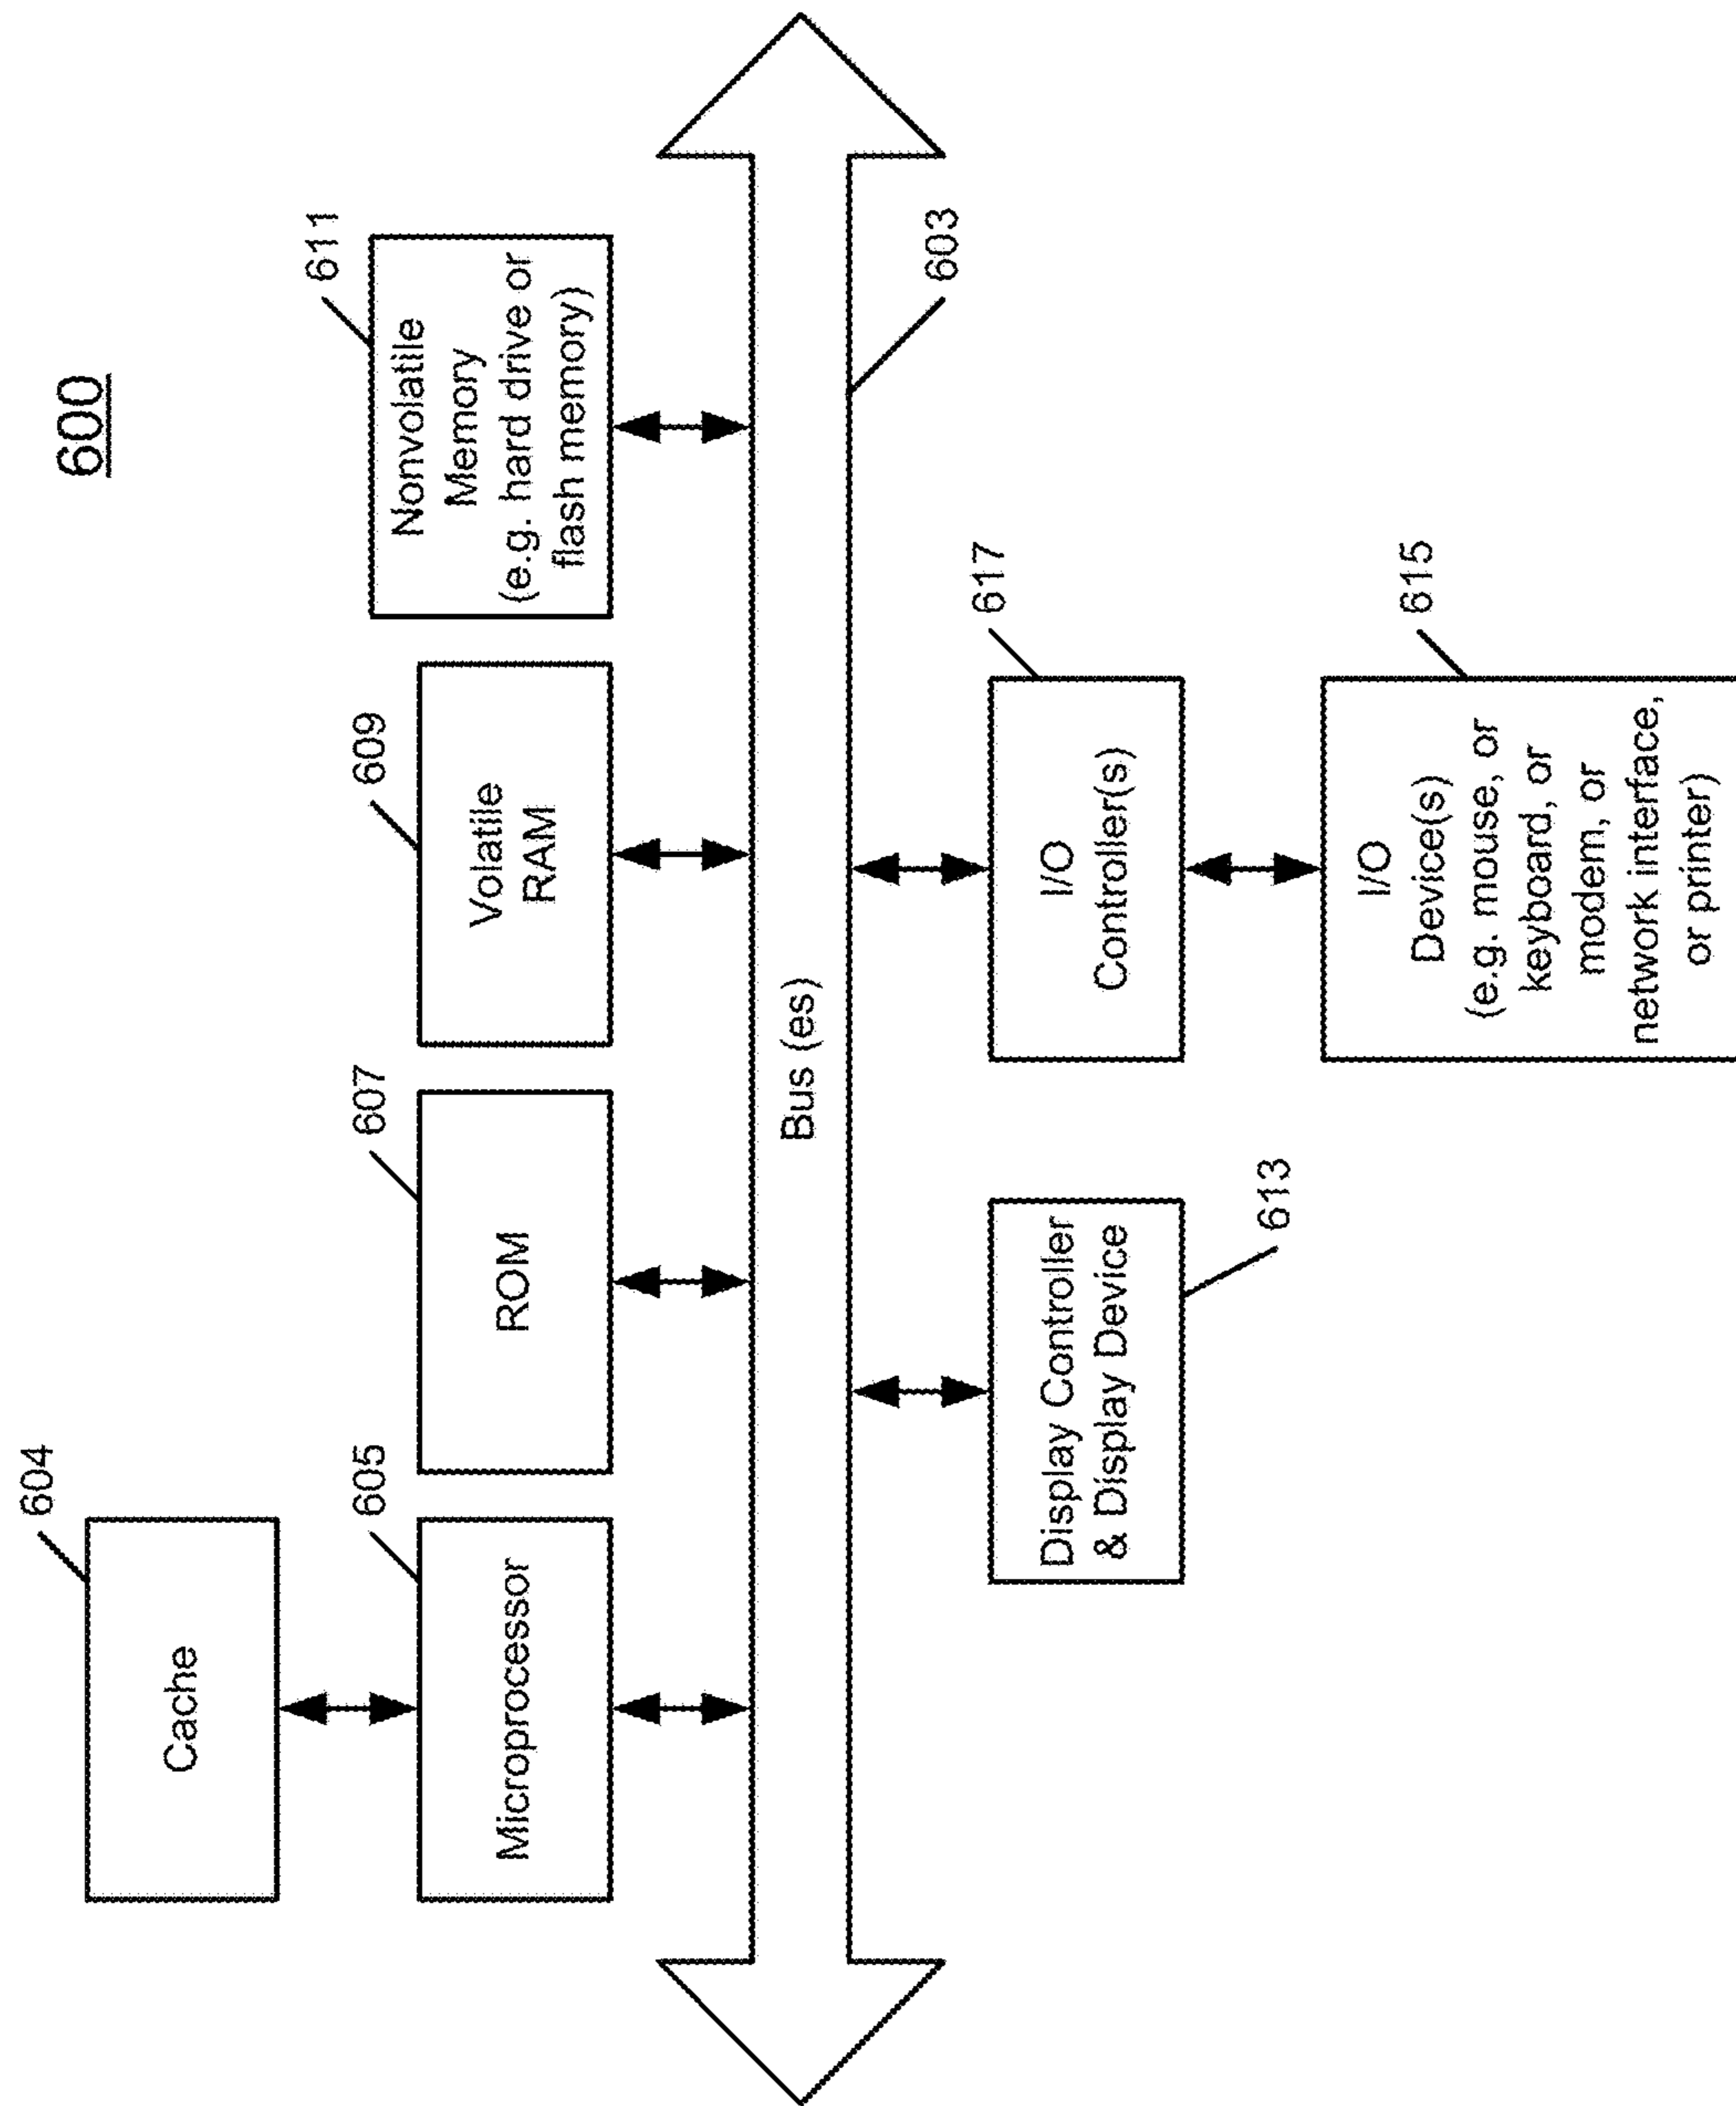 600
604
Cache
605
Microprocessor
607
ROM
609
Volatile
RAM
611
Nonvolatile
Memory
(e.g. hard drive or
flash memory)
Bus (es)
603
613
Display Controller
& Display Device
617
I/O
Controller(s)
615
I/O
Device(s)
(e.g. mouse, or
keyboard, or
modem, or
network interface,
or printer)